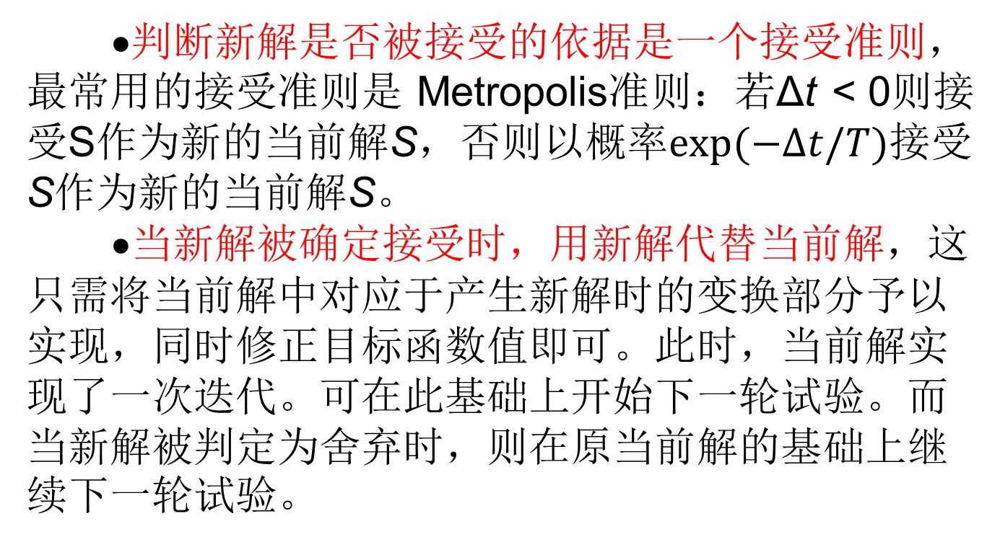 •判断新解是否被接受的依据是一个接受准则，
最常用的接受准则是 Metropolis准则：若Δt < 0则接
受S作为新的当前解S，否则以概率exp(−Δt/T)接受
S作为新的当前解S。
•当新解被确定接受时，用新解代替当前解，这
只需将当前解中对应于产生新解时的变换部分予以
实现，同时修正目标函数值即可。此时，当前解实
现了一次迭代。可在此基础上开始下一轮试验。而
当新解被判定为舍弃时，则在原当前解的基础上继
续下一轮试验。